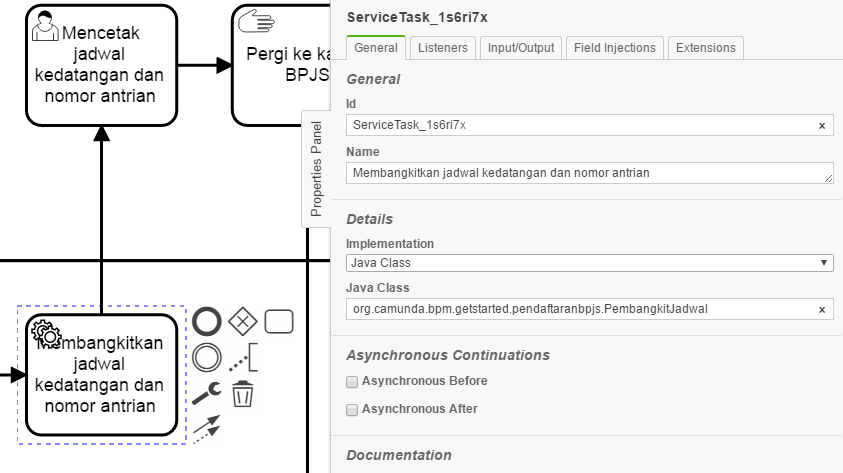 Mencetak
jadwal
kedatangan dan
nomor antrian
Pergi ke ka
BPJS
Membangkitkan
jadwal
kedatangan dan
nomor antrian
Properties Panel
ServiceTask_1s6ri7x
General
Listeners
Input/Output
Field Injections
Extensions
General
Id
ServiceTask_1s6ri7x
Name
Membangkitkan jadwal kedatangan dan nomor antrian
Details
Implementation
Java Class
Java Class
org.camunda.bpm.getstarted.pendaftaranbpjs.PembangkitJadwal
Asynchronous Continuations
Asynchronous Before
Asynchronous After
Documentation